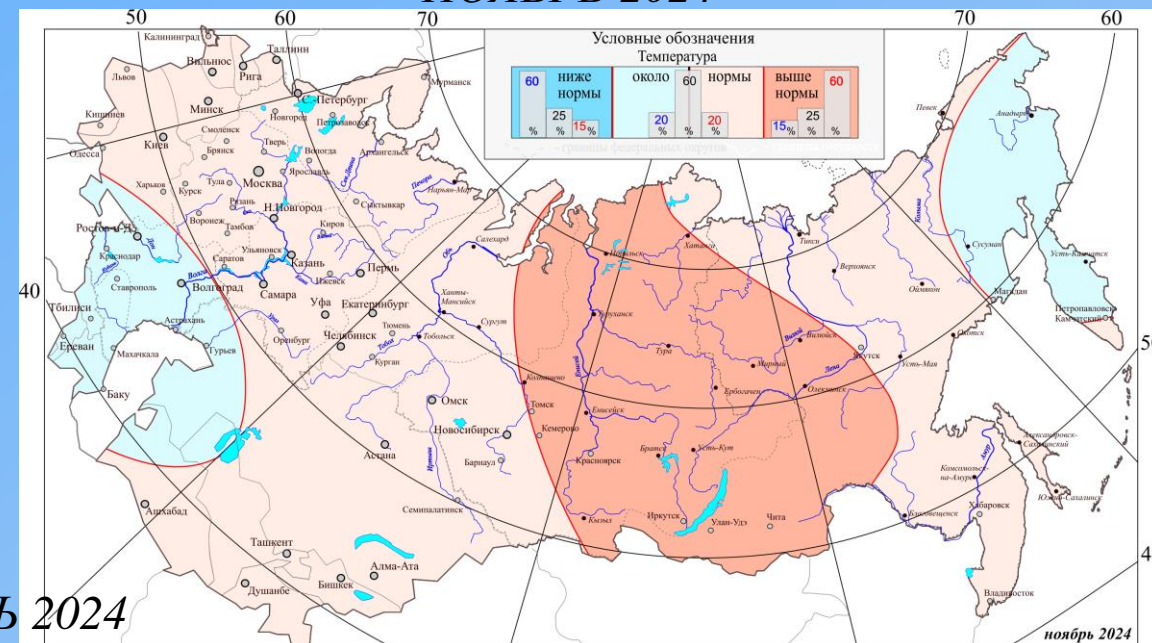 НОЯБРЬ 2024
50
60
70
70
60
Условные обозначения
Температура
ниже нормы
около нормы
выше нормы
60
25
15
%
%
%
20
60
20
%
%
%
15
25
60
%
%
%
границы федеральных округов
Калининград
Таллинн
Вильнюс
Рига
Львов
Мурманск
Минск
С.-Петербург
Новгород
Петрозаводск
Кишинев
Смоленск
Киев
Тверь
Вологда
Архангельск
Одесса
Брянск
Ярославль
Сев.Двина
Печора
Москва
Нарьян-Мар
Харьков
Курск
Тула
Рязань
Сыктывкар
Н.Новгород
Воронеж
Тамбов
Киров
Ростов-н-Д
Дон
Ульяновск
Казань
Пермь
Салехард
Обь
Краснодар
Саратов
Ижевск
Волга
Кубань
Ставрополь
Волгоград
Самара
Уфа
Екатеринбург
Ханты-Мансийск
40
Тбилиси
Астрахань
Урал
Тюмень
Сургут
Ереван
Оренбург
Челябинск
Тобол
Тобольск
Махачкала
Гурьев
Курган
Баку
Омск
Колпашево
Томск
Новосибирск
Кемерово
Астана
Иртыш
Барнаул
Семипалатинск
Ашхабад
Ташкент
Душанбе
Бишкек
Алма-Ата
Норильск
Хатанга
Тикси
Певек
Анадырь
Колыма
Туруханск
Верхоянск
Сусуман
Усть-Камчатск
Оймякон
Енисей
Тура
Вилюй
Вилюйск
Магадан
Петропавловск
Камчатский
Мирный
Якутск
Охотск
Лена
Усть-Мая
Ербогачен
Олекминск
Енисейск
Братск
Усть-Кут
Красноярск
Александровск-
Сахалинский
Комсомольск-
на-Амуре
Амур
Южно-Сахалинск
Иркутск
Улан-Удэ
Чита
Кызыл
Благовещенск
Хабаровск
Владивосток
Ь 2024
ноябрь 2024